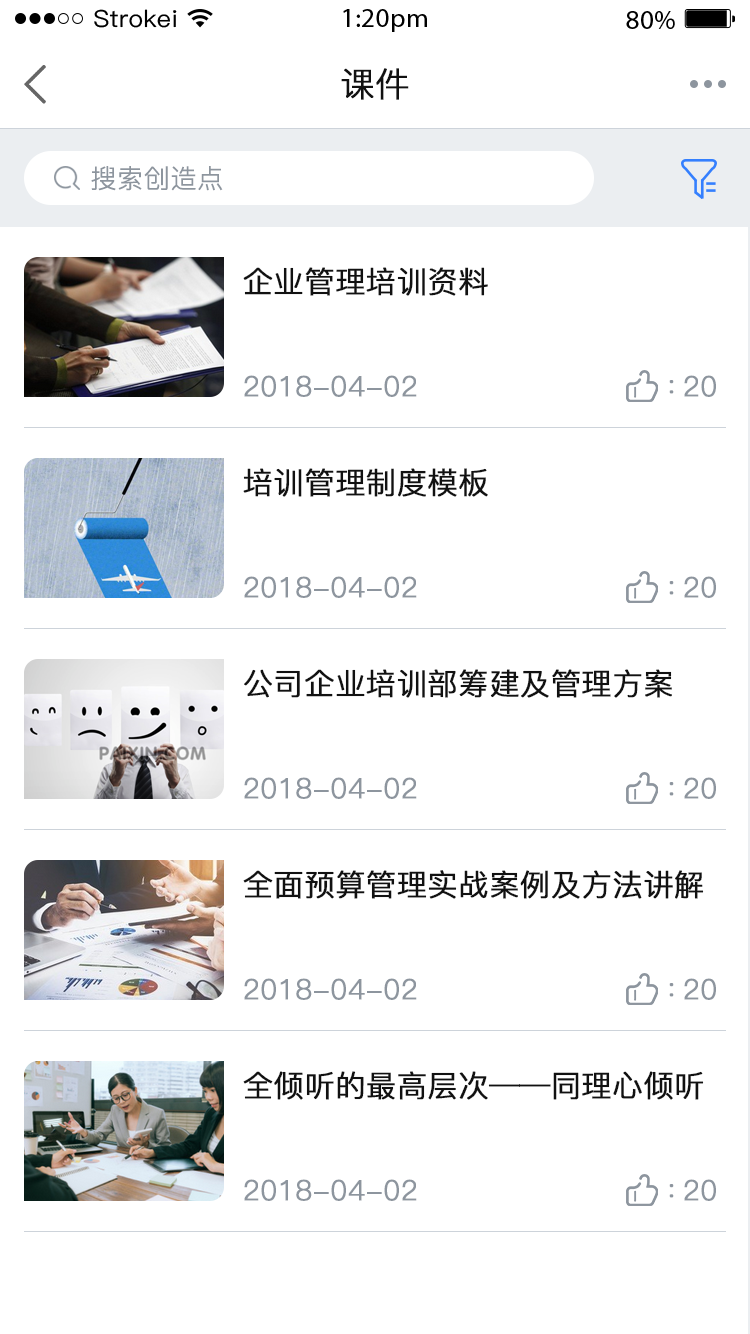 Strokei 1:20pm 80%
课件
搜索创造点
企业管理培训资料
2018-04-02 : 20
培训管理制度模板
2018-04-02 : 20
公司企业培训部筹建及管理方案
PAIXIN.COM
2018-04-02 : 20
全面预算管理实战案例及方法讲解
2018-04-02 : 20
全倾听的最高层次——同理心倾听
2018-04-02 : 20